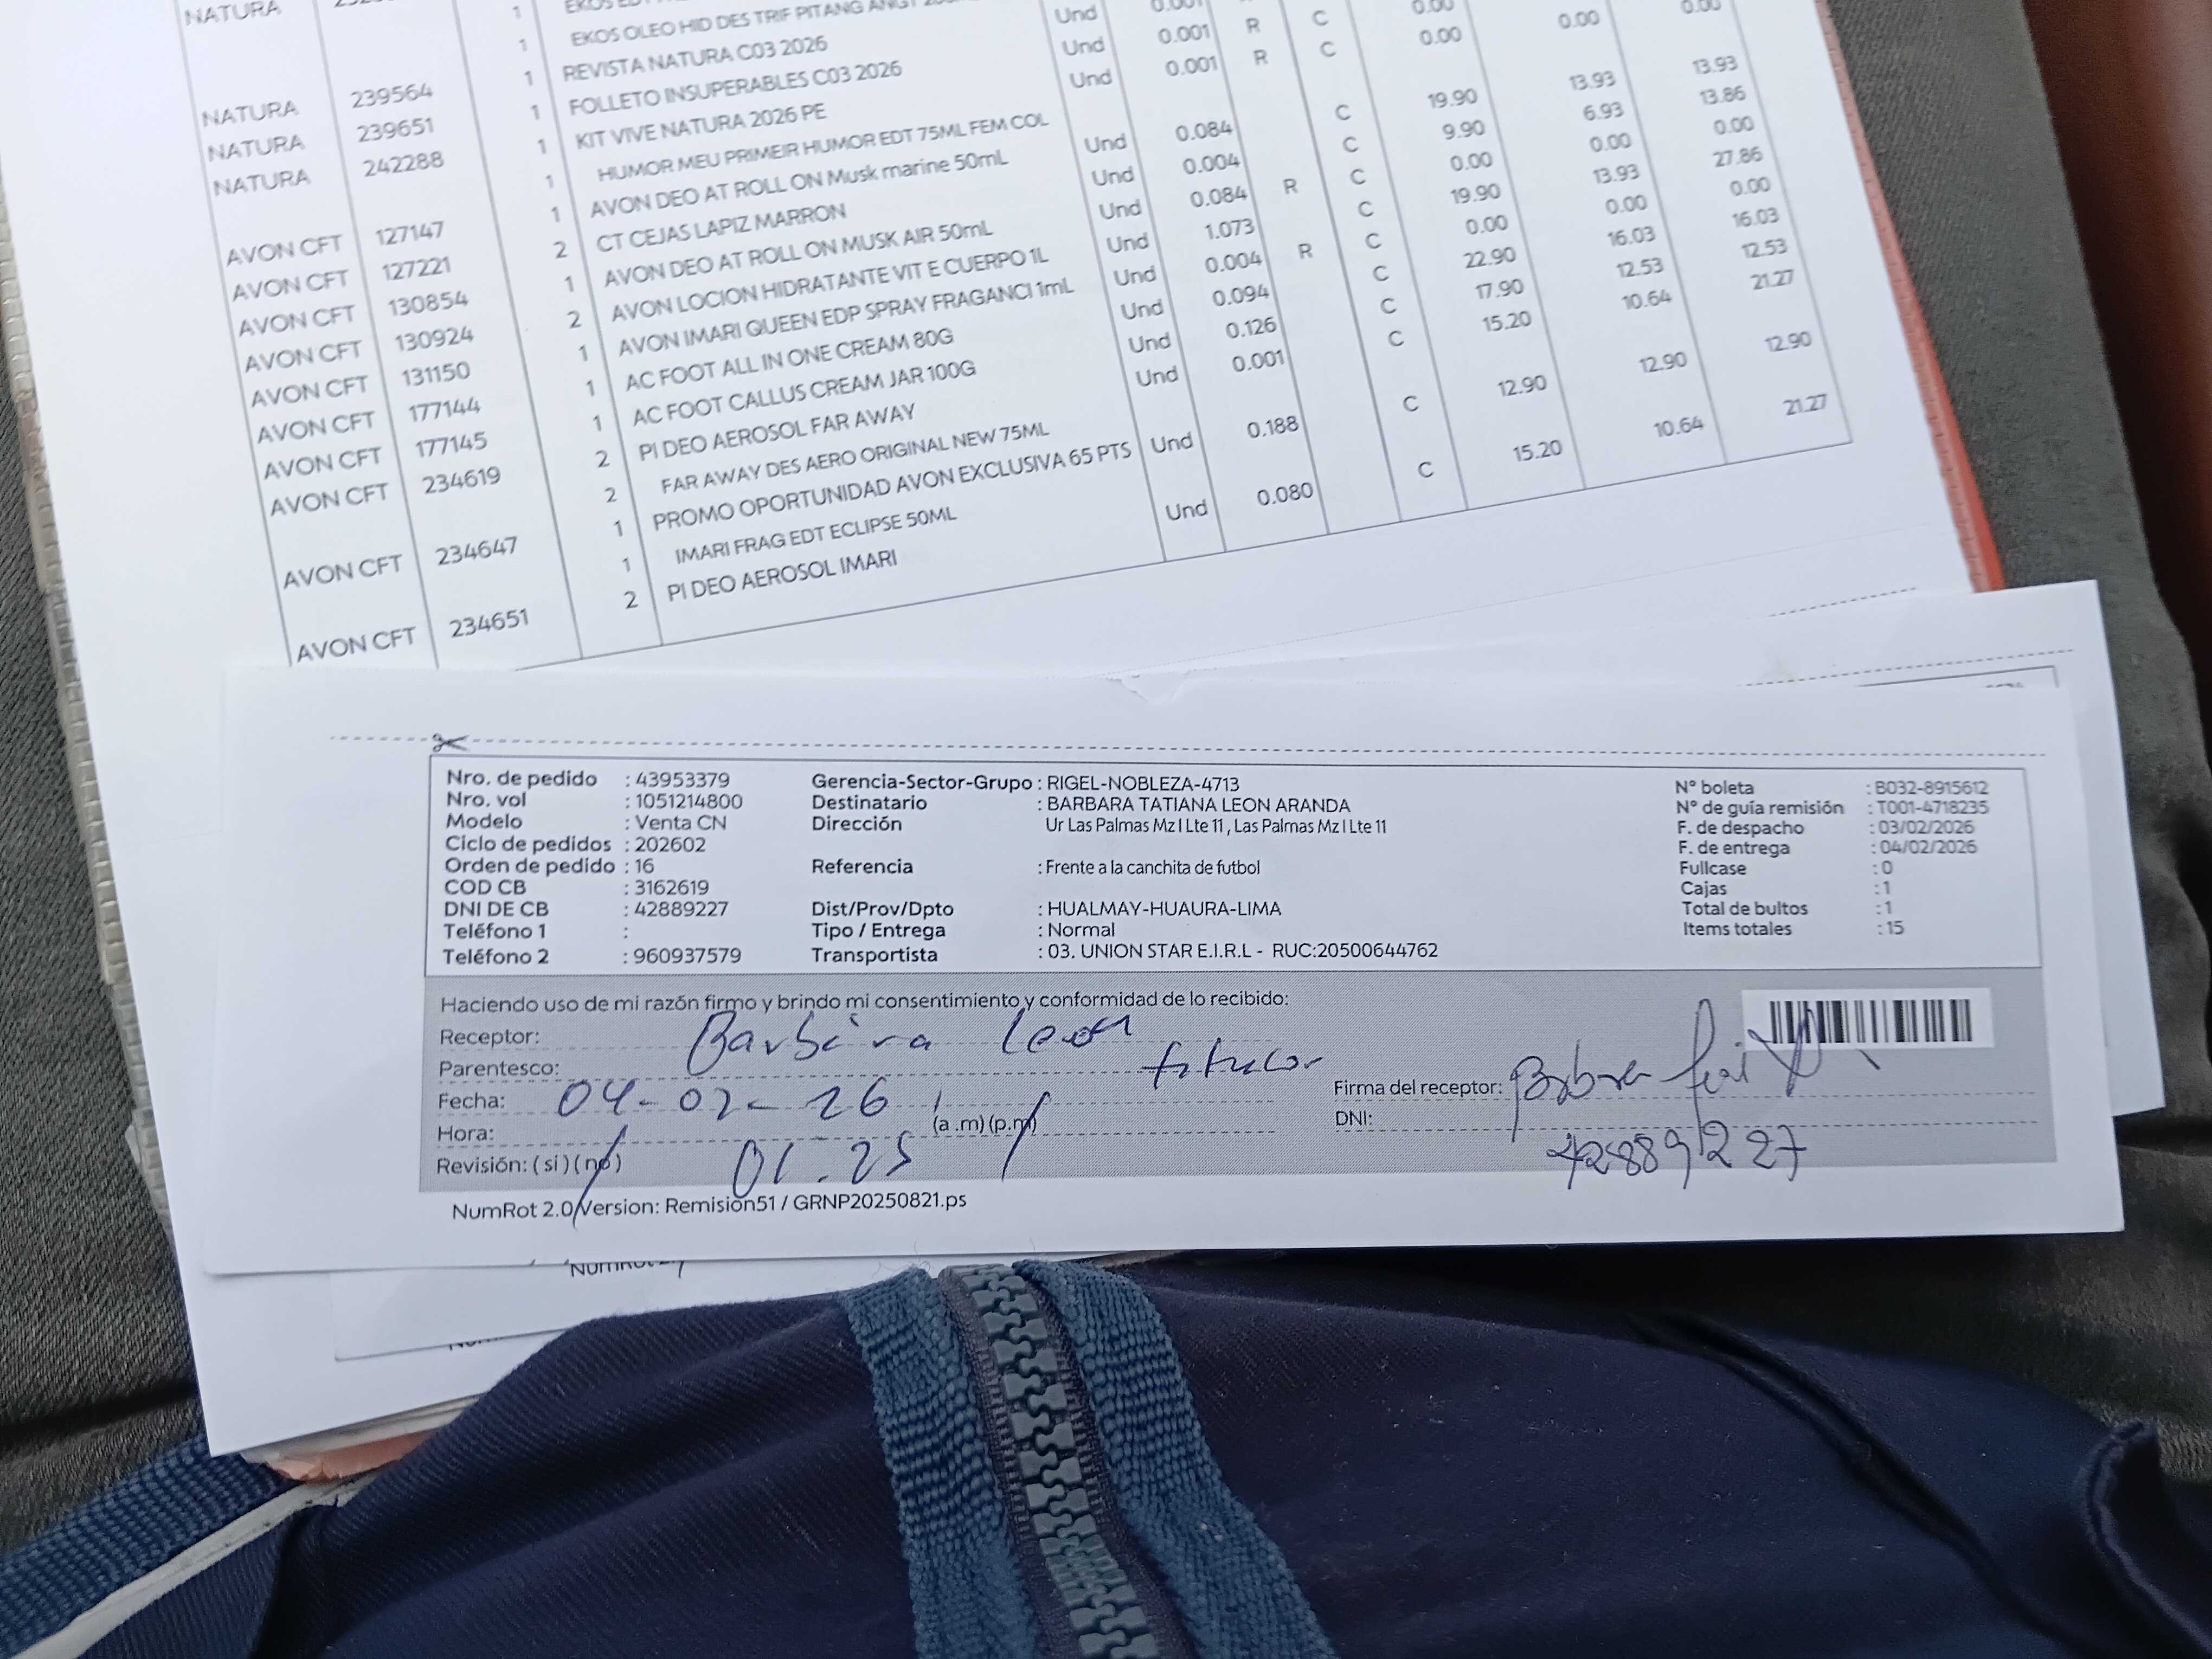 NATURA
1 EKOS OLEO HID DES TRIF PITANG Und 0.001 C 0.00 0.00
1 REVISTA NATURA C03 2026 Und 0.001 R C 0.00 0.00 0.00
NATURA 239564 1 FOLLETO INSUPERABLES C03 2026 Und 0.001 R C 0.00
NATURA 239651 1 KIT VIVE NATURA 2026 PE
NATURA 242288 1 HUMOR MEU PRIMEIR HUMOR EDT 75ML FEM COL
AVON CFT 127147 1 AVON DEO AT ROLL ON Musk marine 50mL Und 0.084 C 19.90 13.93 13.93
AVON CFT 127221 2 CT CEJAS LAPIZ MARRON Und 0.004 C 9.90 6.93 13.86
AVON CFT 130854 1 AVON DEO AT ROLL ON MUSK AIR 50mL Und 0.084 R C 0.00 0.00 0.00
AVON CFT 130924 2 AVON LOCION HIDRATANTE VIT E CUERPO 1L Und 1.073 C 19.90 13.93 27.86
AVON CFT 131150 1 AVON IMARI QUEEN EDP SPRAY FRAGANCI 1mL Und 0.004 R C 0.00 0.00 0.00
AVON CFT 177144 1 AC FOOT ALL IN ONE CREAM 80G Und 0.094 C 22.90 16.03 16.03
AVON CFT 177145 1 AC FOOT CALLUS CREAM JAR 100G Und 0.126 C 17.90 12.53 12.53
AVON CFT 234619 2 PI DEO AEROSOL FAR AWAY Und 0.001 C 15.20 10.64 21.27
2 FAR AWAY DES AERO ORIGINAL NEW 75ML
AVON CFT 234647 1 PROMO OPORTUNIDAD AVON EXCLUSIVA 65 PTS Und 0.188 C 12.90 12.90 12.90
1 IMARI FRAG EDT ECLIPSE 50ML
AVON CFT 234651 2 PI DEO AEROSOL IMARI Und 0.080 C 15.20 10.64 21.27
Nro. de pedido : 43953379 Gerencia-Sector-Grupo : RIGEL-NOBLEZA-4713 N° boleta : B032-8915612
Nro. vol : 1051214800 Destinatario : BARBARA TATIANA LEON ARANDA N° de guía remisión : T001-4718235
Modelo : Venta CN Dirección Ur Las Palmas Mz I Lte 11 , Las Palmas Mz I Lte 11 F. de despacho : 03/02/2026
Ciclo de pedidos : 202602 F. de entrega : 04/02/2026
Orden de pedido : 16 Referencia : Frente a la canchita de futbol Fullcase : 0
COD CB : 3162619 Cajas : 1
DNI DE CB : 42889227 Dist/Prov/Dpto : HUALMAY-HUAURA-LIMA Total de bultos : 1
Teléfono 1 : Tipo / Entrega : Normal Items totales : 15
Teléfono 2 : 960937579 Transportista : 03. UNION STAR E.I.R.L - RUC:20500644762
Haciendo uso de mi razón firmo y brindo mi consentimiento y conformidad de lo recibido:
Receptor: Barbara Leon
Parentesco: titular
Fecha: 04-02-26 Firma del receptor:
Hora: 01.25 (a .m) (p.m) DNI: 42889227
Revisión: (si) (no)
NumRot 2.0/Version: Remision51 / GRNP20250821.ps